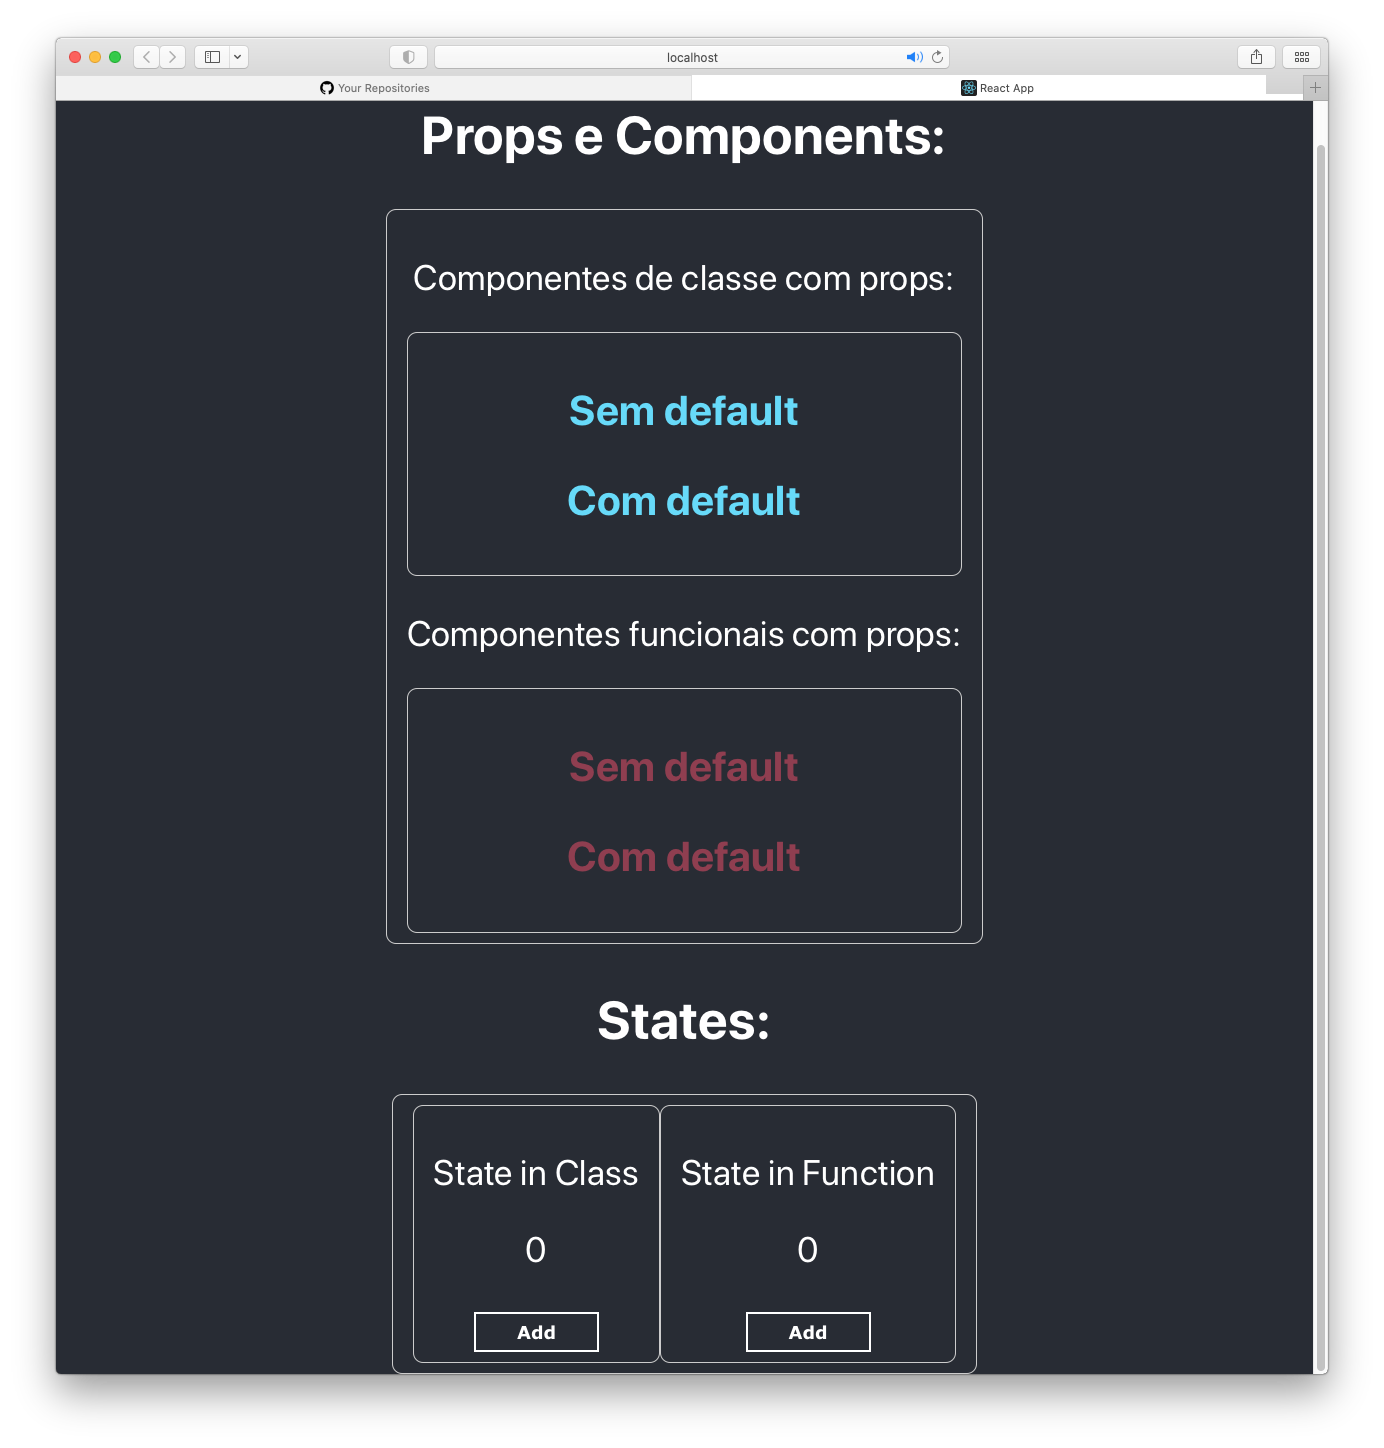 localhost
Your Repositories
React App
Props e Components:
Componentes de classe com props:
Sem default
Com default
Componentes funcionais com props:
Sem default
Com default
States:
State in Class
0
Add
State in Function
0
Add